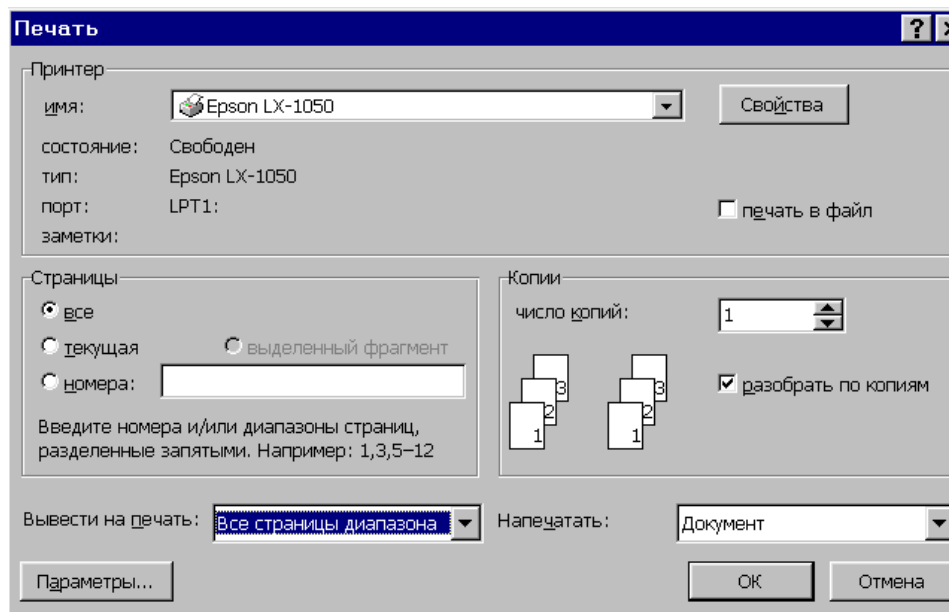 Печать
Принтер
имя: Epson LX-1050 Свойства
состояние: Свободен
тип: Epson LX-1050
порт: LPT1: печать в файл
заметки:
Страницы
все
текущая выделенный фрагмент
номера:
Введите номера и/или диапазоны страниц,
разделенные запятыми. Например: 1,3,5–12
Копии
число копий: 1
3 3
2 2
1 1
разобрать по копиям
Вывести на печать: Все страницы диапазона Напечатать: Документ
Параметры... ОК Отмена